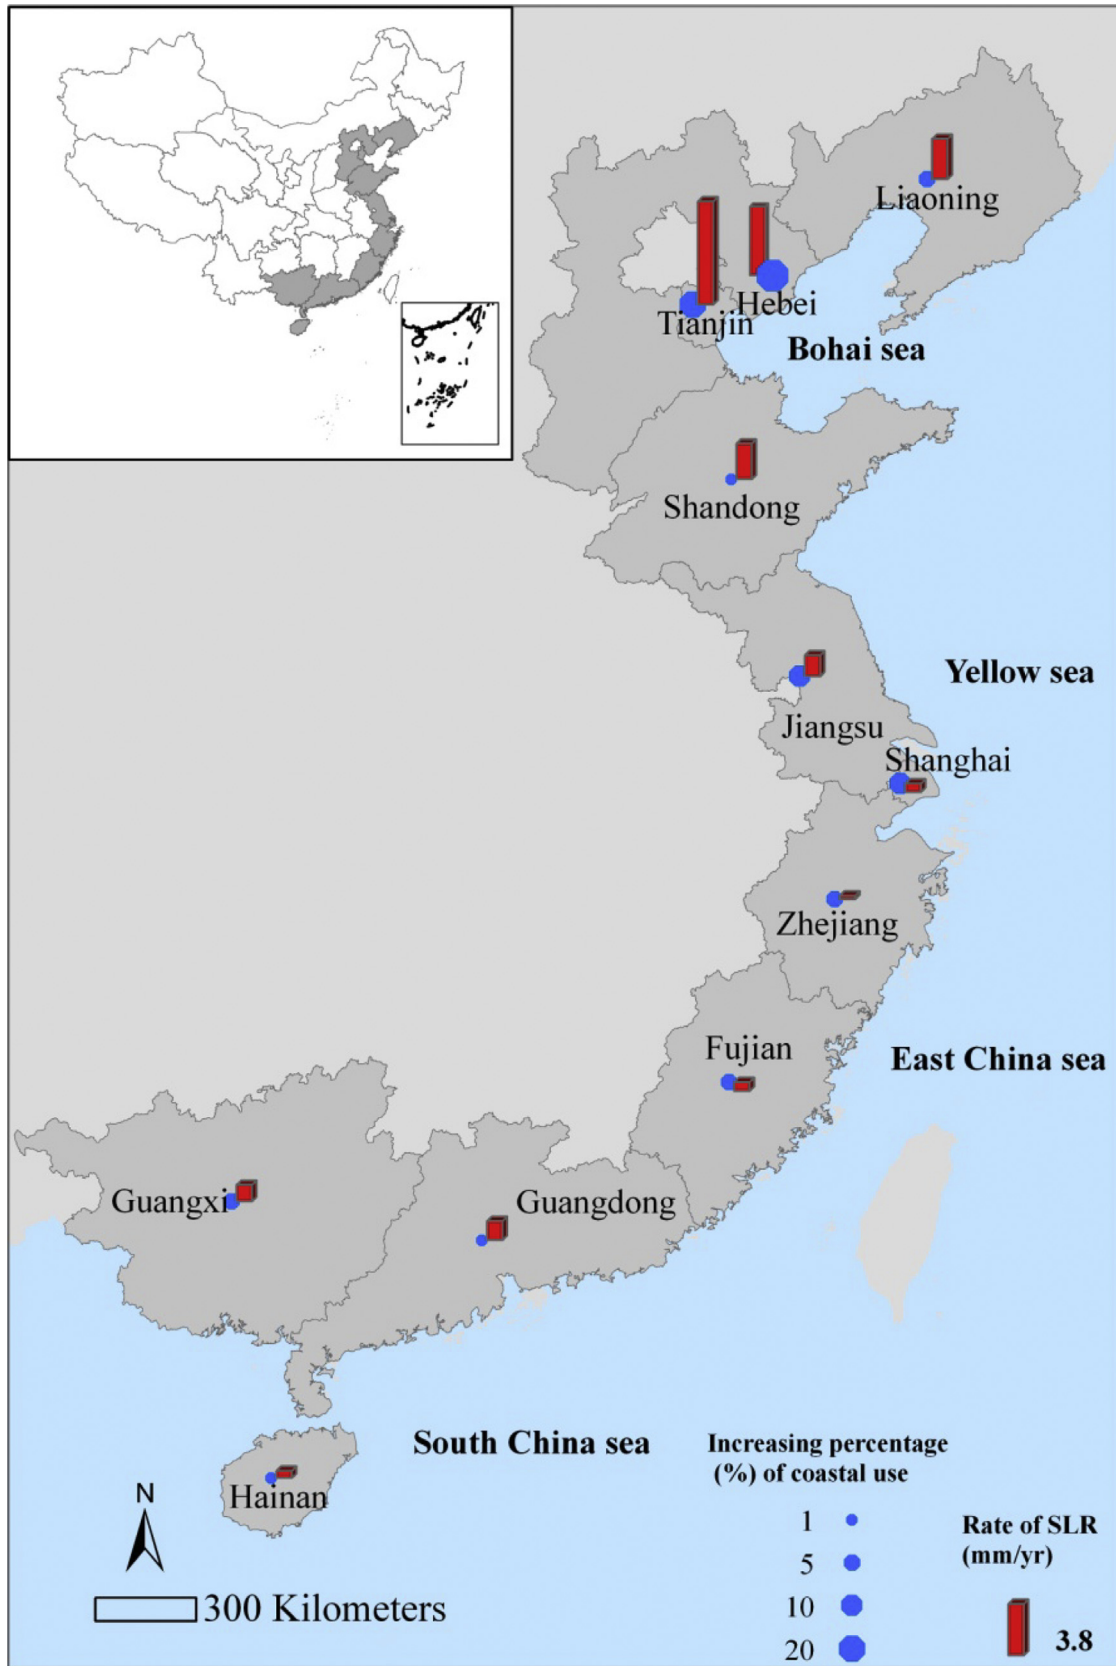 Liaoning
Hebei
Tianjin
Bohai sea
Shandong
Yellow sea
Jiangsu
Shanghai
Zhejiang
Fujian
East China sea
Guangxi
Guangdong
South China sea
Hainan
N
300 Kilometers
Increasing percentage
(%) of coastal use
1
5
10
20
Rate of SLR
(mm/yr)
3.8